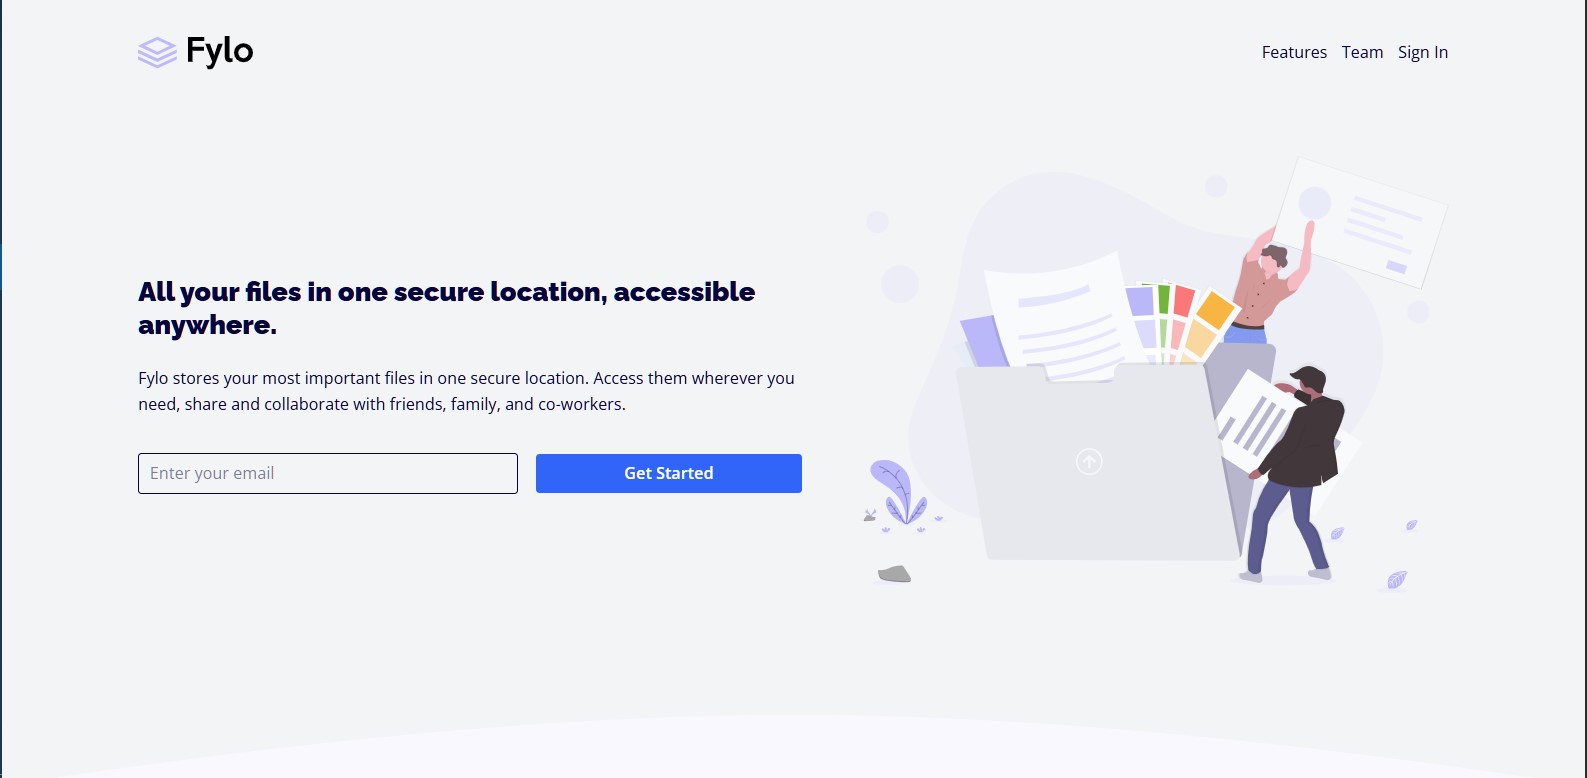 Fylo
Features Team Sign In
All your files in one secure location, accessible
anywhere.
Fylo stores your most important files in one secure location. Access them wherever you
need, share and collaborate with friends, family, and co-workers.
Enter your email
Get Started